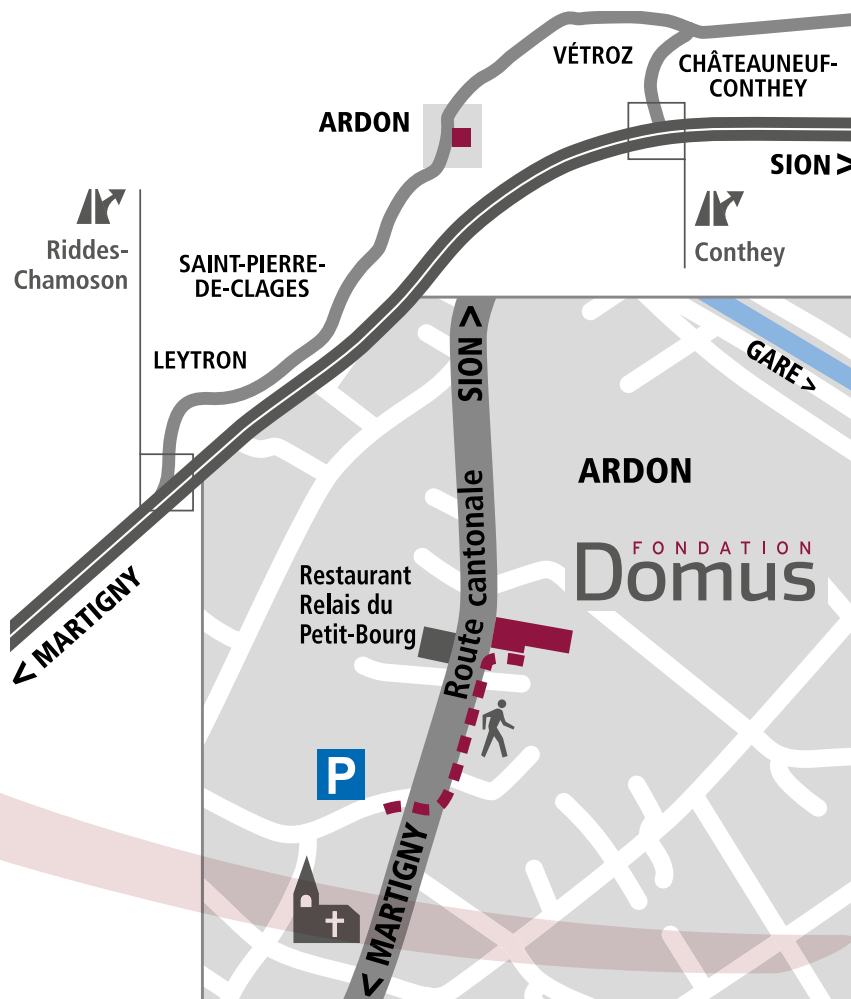 VÉTROZ
CHÂTEAUNEUF-
CONTHEY
ARDON
SION >
Riddes-
Chamoson
Conthey
SAINT-PIERRE-
DE-CLAGES
LEYTRON
SION >
GARE >
ARDON
FONDATION
Domus
Route cantonale
Restaurant
Relais du
Petit-Bourg
< MARTIGNY
P
< MARTIGNY